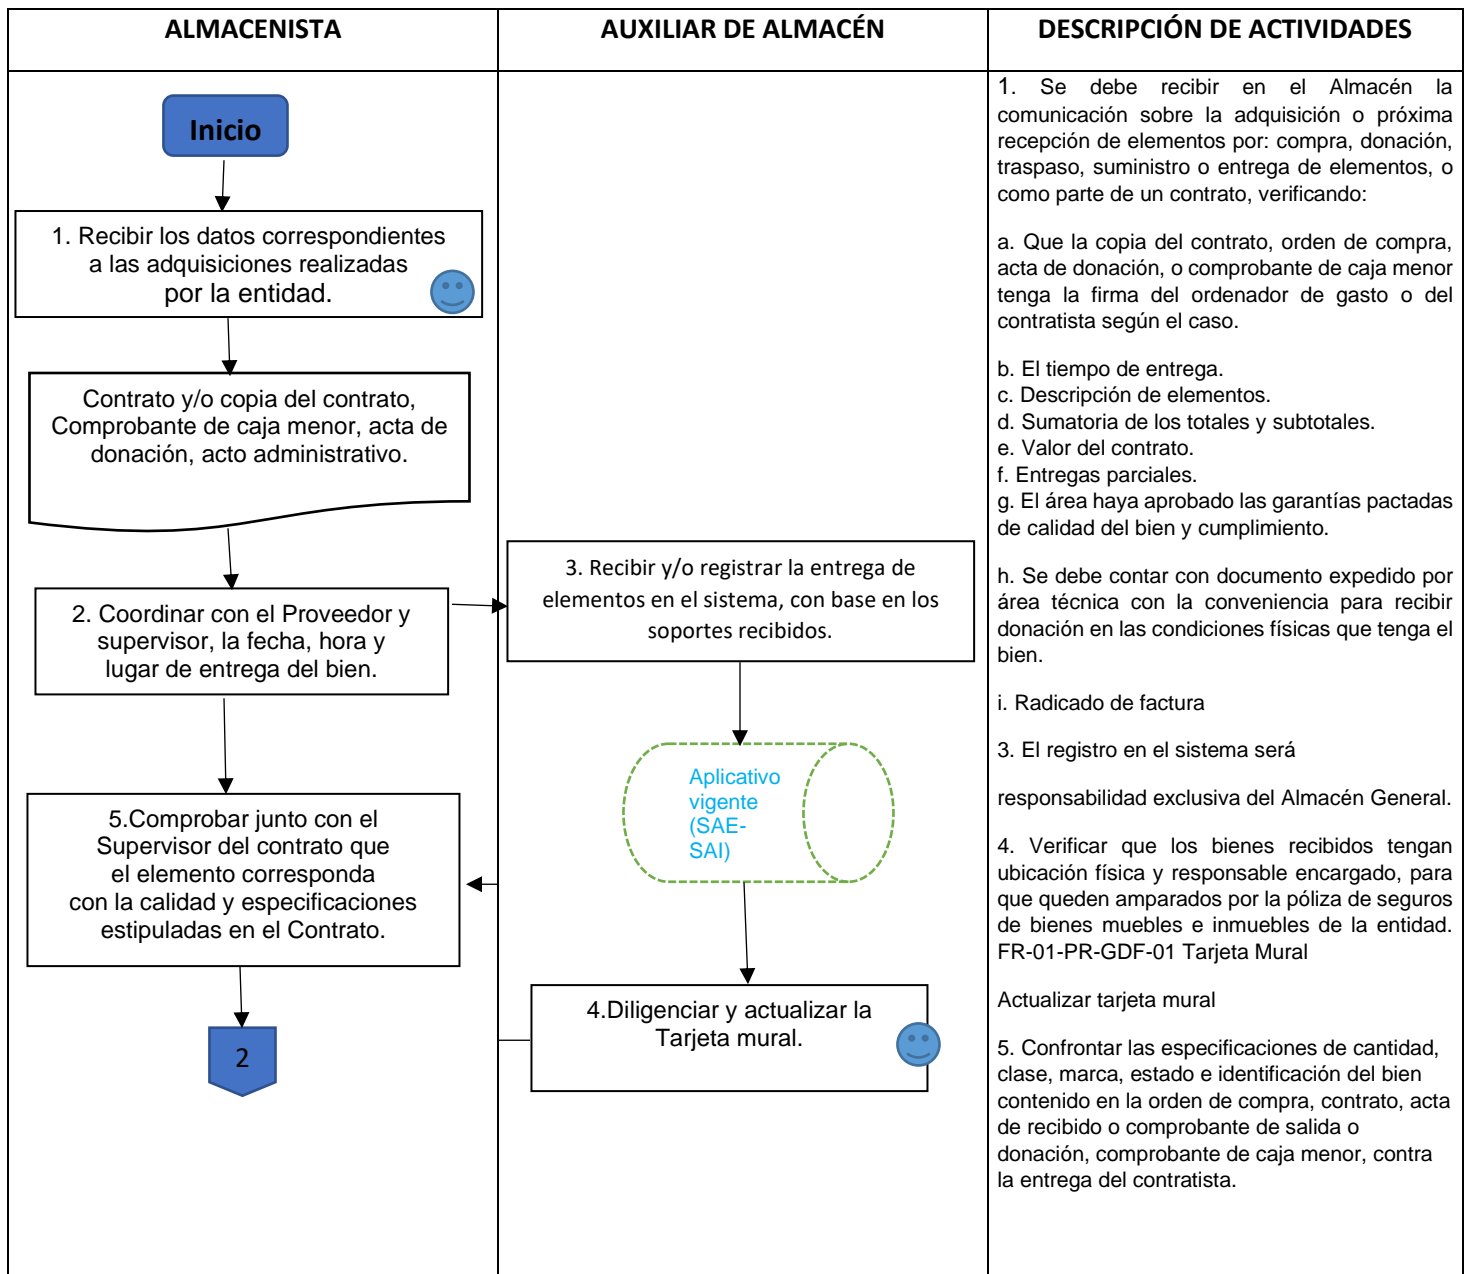 ALMACENISTA
AUXILIAR DE ALMACÉN
DESCRIPCIÓN DE ACTIVIDADES
Inicio
1. Recibir los datos correspondientes
a las adquisiciones realizadas
por la entidad.
Contrato y/o copia del contrato,
Comprobante de caja menor, acta de
donación, acto administrativo.
2. Coordinar con el Proveedor y
supervisor, la fecha, hora y
lugar de entrega del bien.
5.Comprobar junto con el
Supervisor del contrato que
el elemento corresponda
con la calidad y especificaciones
estipuladas en el Contrato.
2
3. Recibir y/o registrar la entrega de
elementos en el sistema, con base en los
soportes recibidos.
Aplicativo
vigente
(SAE-
SAI)
4.Diligenciar y actualizar la
Tarjeta mural.
1. Se debe recibir en el Almacén la
comunicación sobre la adquisición o próxima
recepción de elementos por: compra, donación,
traspaso, suministro o entrega de elementos, o
como parte de un contrato, verificando:
a. Que la copia del contrato, orden de compra,
acta de donación, o comprobante de caja menor
tenga la firma del ordenador de gasto o del
contratista según el caso.
b. El tiempo de entrega.
c. Descripción de elementos.
d. Sumatoria de los totales y subtotales.
e. Valor del contrato.
f. Entregas parciales.
g. El área haya aprobado las garantías pactadas
de calidad del bien y cumplimiento.
h. Se debe contar con documento expedido por
área técnica con la conveniencia para recibir
donación en las condiciones físicas que tenga el
bien.
i. Radicado de factura
3. El registro en el sistema será
responsabilidad exclusiva del Almacén General.
4. Verificar que los bienes recibidos tengan
ubicación física y responsable encargado, para
que queden amparados por la póliza de seguros
de bienes muebles e inmuebles de la entidad.
FR-01-PR-GDF-01 Tarjeta Mural
Actualizar tarjeta mural
5. Confrontar las especificaciones de cantidad,
clase, marca, estado e identificación del bien
contenido en la orden de compra, contrato, acta
de recibido o comprobante de salida o
donación, comprobante de caja menor, contra
la entrega del contratista.